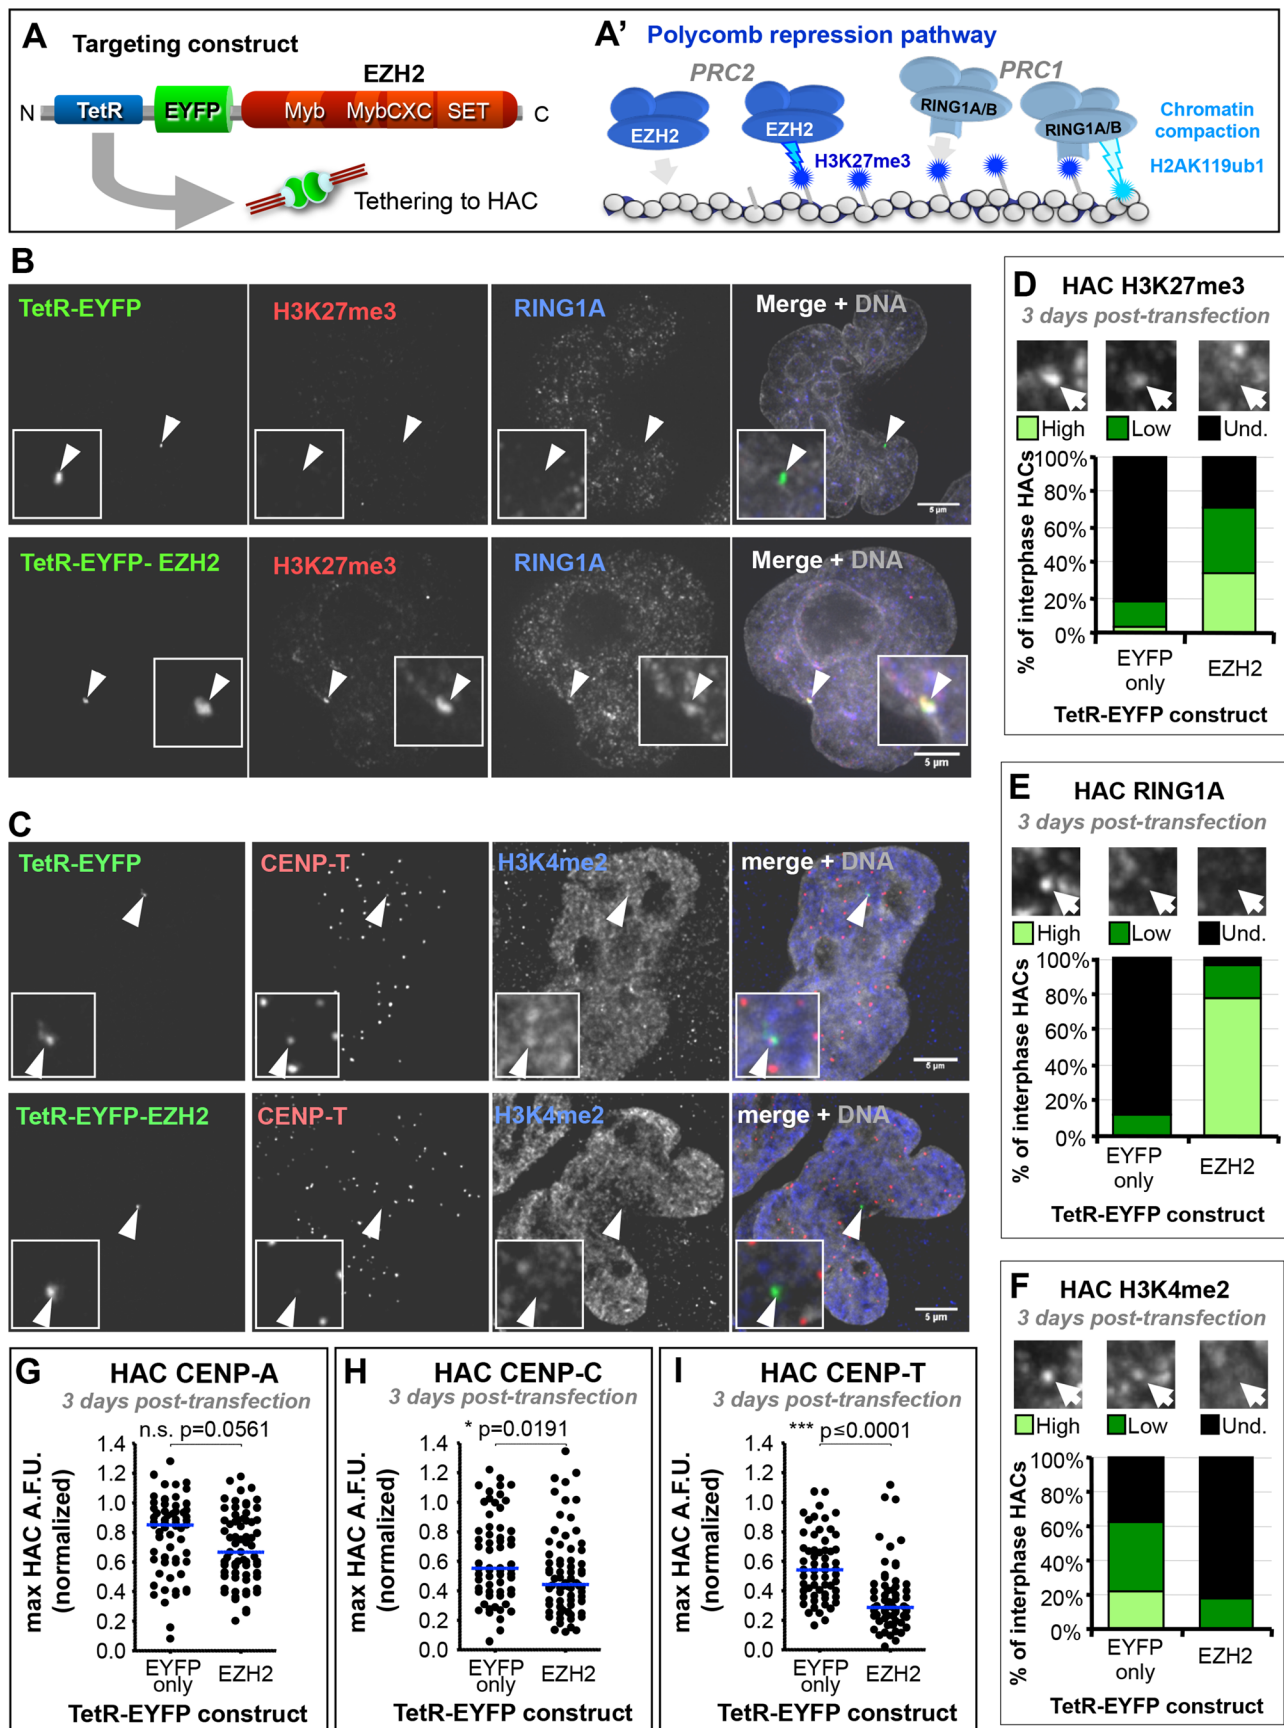 A
Targeting construct
EZH2
N
TetR
EYFP
Myb
MybCXC
SET
C
Tethering to HAC
A'
Polycomb repression pathway
PRC2
PRC1
EZH2
EZH2
RING1A/B
RING1A/B
H3K27me3
Chromatin
compaction
H2AK119ub1
B
TetR-EYFP
H3K27me3
RING1A
Merge + DNA
5 µm
TetR-EYFP- EZH2
H3K27me3
RING1A
Merge + DNA
5 µm
C
TetR-EYFP
CENP-T
H3K4me2
merge + DNA
5 µm
TetR-EYFP-EZH2
CENP-T
H3K4me2
merge + DNA
5 µm
D
HAC H3K27me3
3 days post-transfection
High
Low
Und.
% of interphase HACs
100%
80%
60%
40%
20%
0%
EYFP
only
EZH2
TetR-EYFP construct
E
HAC RING1A
3 days post-transfection
High
Low
Und.
% of interphase HACs
100%
80%
60%
40%
20%
0%
EYFP
only
EZH2
TetR-EYFP construct
F
HAC H3K4me2
3 days post-transfection
High
Low
Und.
% of interphase HACs
100%
80%
60%
40%
20%
0%
EYFP
only
EZH2
TetR-EYFP construct
G
HAC CENP-A
3 days post-transfection
n.s. p=0.0561
max HAC A.F.U.
(normalized)
1.4
1.2
1.0
0.8
0.6
0.4
0.2
0.0
EYFP
only
EZH2
TetR-EYFP construct
H
HAC CENP-C
3 days post-transfection
* p=0.0191
max HAC A.F.U.
(normalized)
1.4
1.2
1.0
0.8
0.6
0.4
0.2
0.0
EYFP
only
EZH2
TetR-EYFP construct
I
HAC CENP-T
3 days post-transfection
*** p≤0.0001
max HAC A.F.U.
(normalized)
1.4
1.2
1.0
0.8
0.6
0.4
0.2
0.0
EYFP
only
EZH2
TetR-EYFP construct